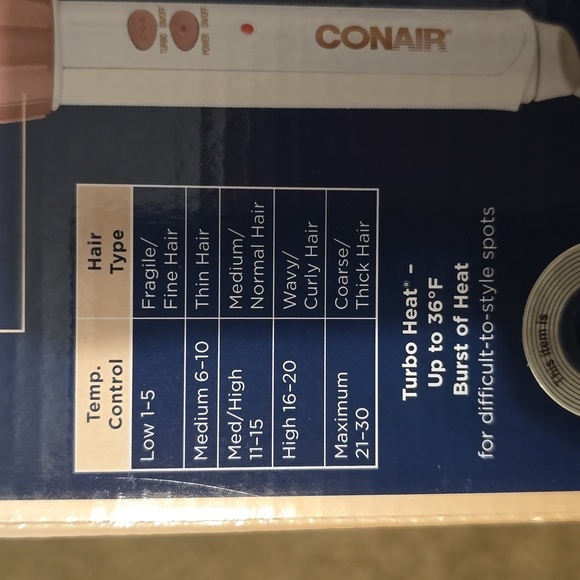 TURBO ON/OFF
POWER ON/OFF
CONAIR®
Temp. Control
Hair Type
Low 1–5
Fragile/ Fine Hair
Medium 6–10
Thin Hair
Med/High 11–15
Medium/ Normal Hair
High 16–20
Wavy/ Curly Hair
Maximum 21–30
Coarse/ Thick Hair
Turbo Heat® –
Up to 36°F
Burst of Heat
for difficult-to-style spots
This item is